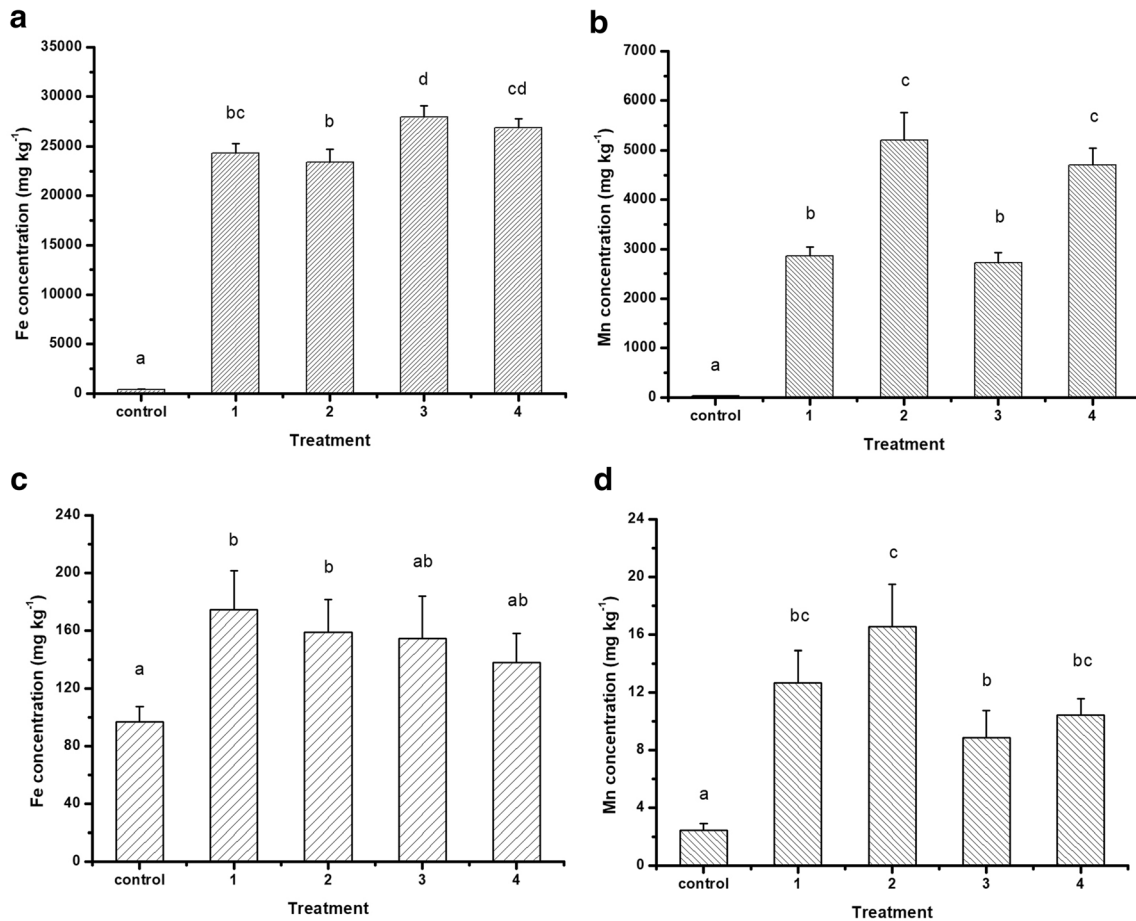 a
Fe concentration (mg kg⁻¹)
35000
30000
25000
20000
15000
10000
5000
0
a
bc
b
d
cd
control 1 2 3 4
Treatment
b
Mn concentration (mg kg⁻¹)
7000
6000
5000
4000
3000
2000
1000
0
a
b
c
b
c
control 1 2 3 4
Treatment
c
Fe concentration (mg kg⁻¹)
240
200
160
120
80
40
0
a
b
b
ab
ab
control 1 2 3 4
Treatment
d
Mn concentration (mg kg⁻¹)
24
20
16
12
8
4
0
a
bc
c
b
bc
control 1 2 3 4
Treatment